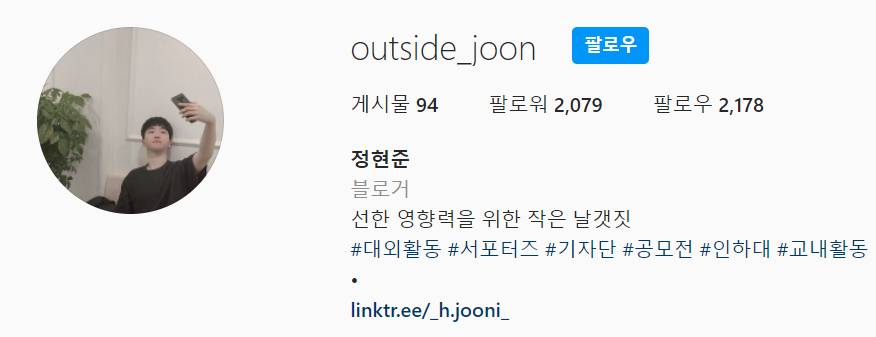 outside_joon 팔로우
게시물 94 팔로워 2,079 팔로우 2,178
정현준
블로거
선한 영향력을 위한 작은 날갯짓
#대외활동 #서포터즈 #기자단 #공모전 #인하대 #교내활동
•
linktr.ee/_h.jooni_